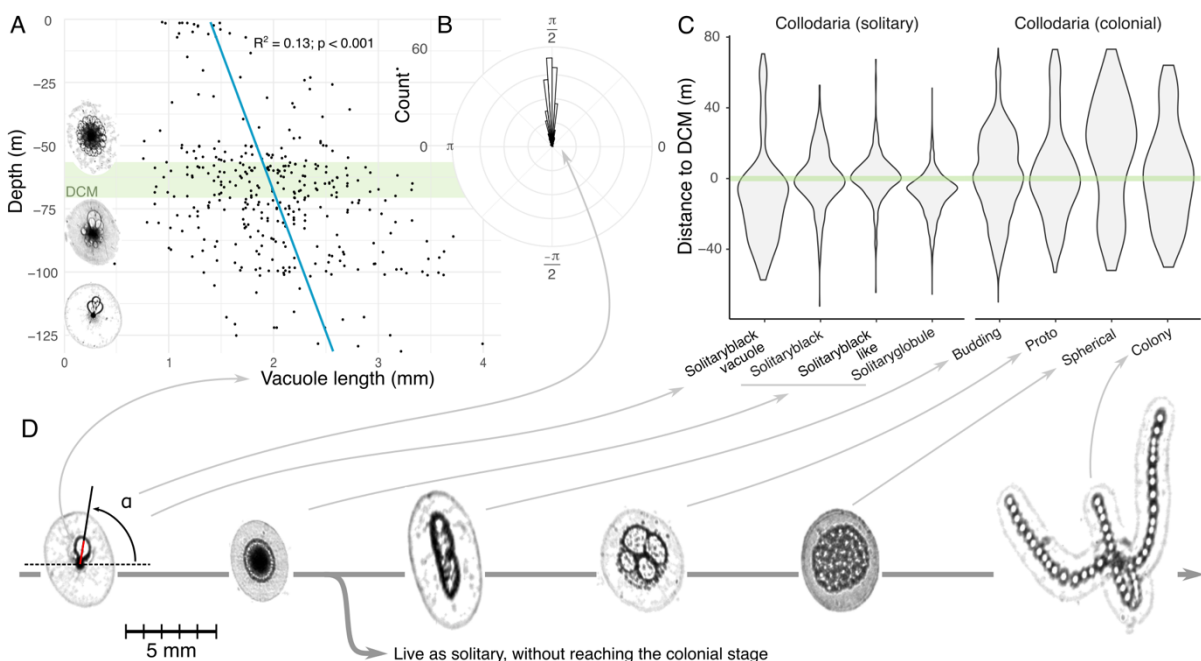 A
B
C
Collodaria (solitary)
Collodaria (colonial)
R² = 0.13; p < 0.001
Depth (m)
0
−25
−50
−75
−100
−125
DCM
0
1
2
3
4
Vacuole length (mm)
Count
60
0
π/2
π
0
−π/2
Distance to DCM (m)
80
40
0
−40
Solitaryblack
vacuole
Solitaryblack
Solitaryblack
like
Solitaryglobule
Budding
Proto
Spherical
Colony
D
α
5 mm
Live as solitary, without reaching the colonial stage